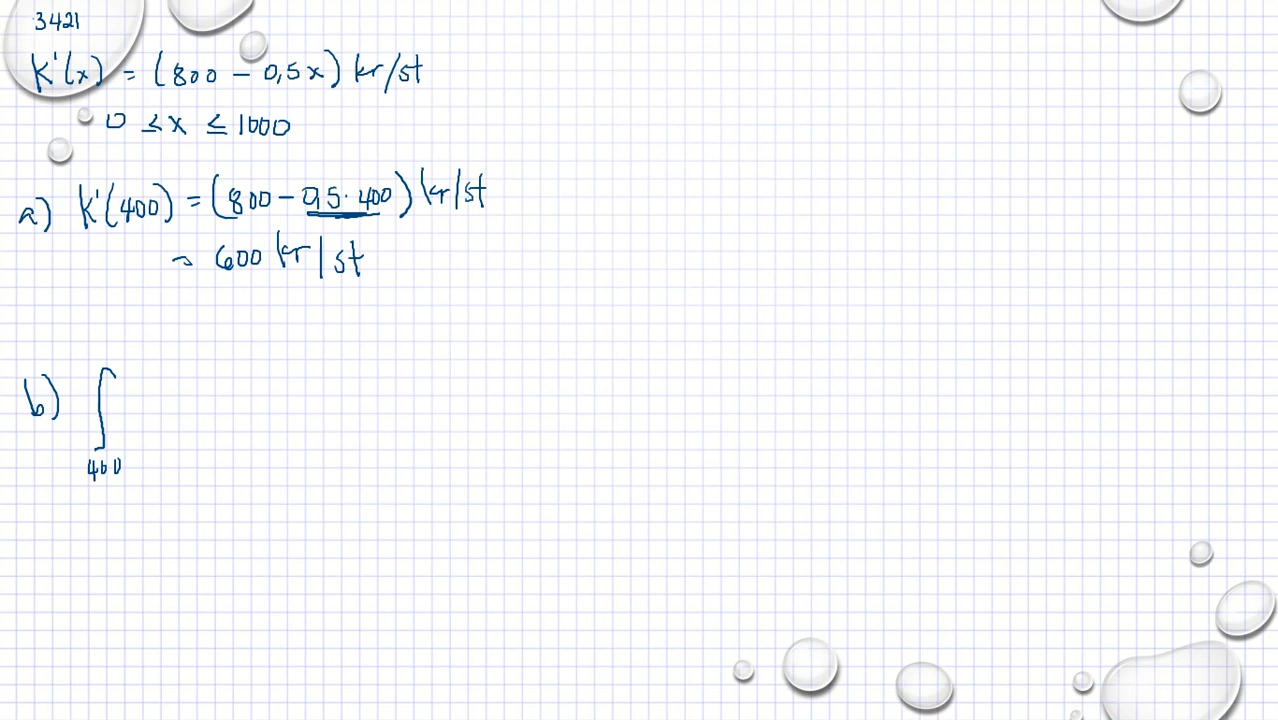 3421
K'(x) = (800 - 0,5x) kr/st
0 ≤ x ≤ 1000
a) K'(400) = (800 - 0,5 · 400) kr/st
= 600 kr/st
b) ∫
400